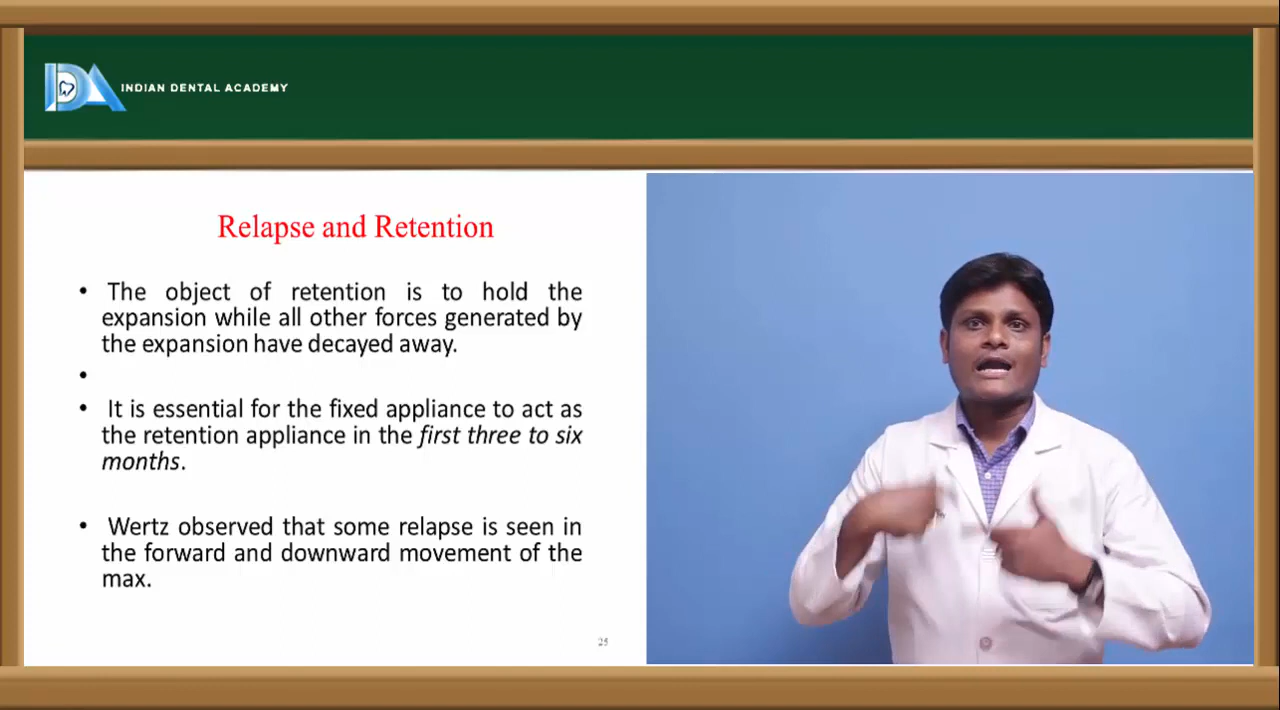 INDIAN DENTAL ACADEMY
Relapse and Retention
• The object of retention is to hold the
expansion while all other forces generated by
the expansion have decayed away.
•
• It is essential for the fixed appliance to act as
the retention appliance in the first three to six
months.
• Wertz observed that some relapse is seen in
the forward and downward movement of the
max.
25